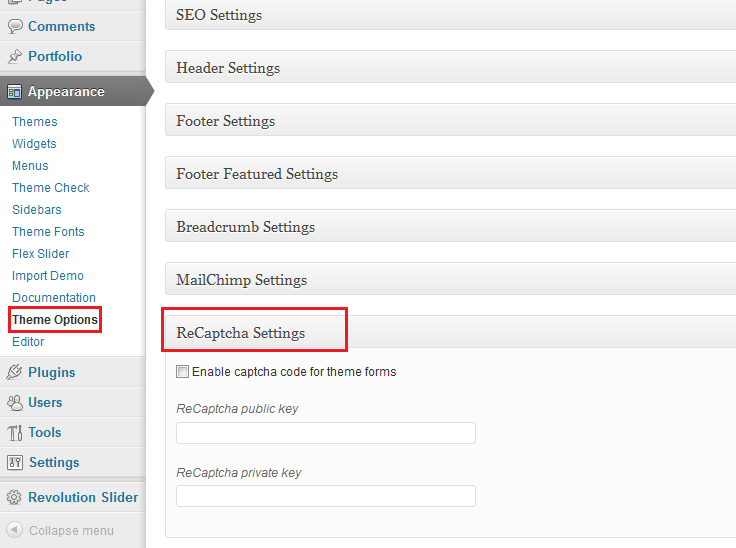 Pages
Comments
Portfolio
Appearance
Themes
Widgets
Menus
Theme Check
Sidebars
Theme Fonts
Flex Slider
Import Demo
Documentation
Theme Options
Editor
Plugins
Users
Tools
Settings
Revolution Slider
Collapse menu
SEO Settings
Header Settings
Footer Settings
Footer Featured Settings
Breadcrumb Settings
MailChimp Settings
ReCaptcha Settings
Enable captcha code for theme forms
ReCaptcha public key
ReCaptcha private key